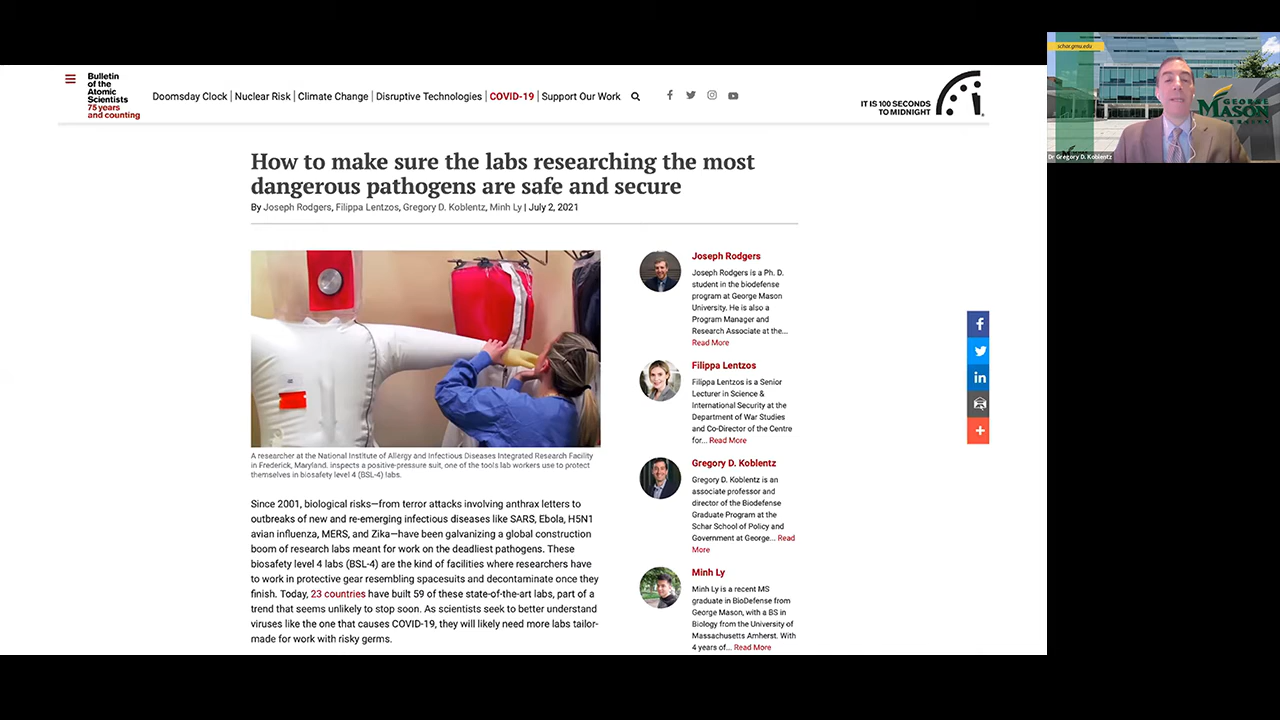 schar.gmu.edu
GEORGE
MASON
Dr Gregory D. Koblentz
Bulletin
of the
Atomic
Scientists
75 years
and counting
Doomsday Clock | Nuclear Risk | Climate Change | Disruptive Technologies | COVID-19 | Support Our Work
IT IS 100 SECONDS
TO MIDNIGHT
How to make sure the labs researching the most
dangerous pathogens are safe and secure
By Joseph Rodgers, Filippa Lentzos, Gregory D. Koblentz, Minh Ly | July 2, 2021
A researcher at the National Institute of Allergy and Infectious Diseases Integrated Research Facility
in Frederick, Maryland. inspects a positive-pressure suit, one of the tools lab workers use to protect
themselves in biosafety level 4 (BSL-4) labs.
Since 2001, biological risks—from terror attacks involving anthrax letters to
outbreaks of new and re-emerging infectious diseases like SARS, Ebola, H5N1
avian influenza, MERS, and Zika—have been galvanizing a global construction
boom of research labs meant for work on the deadliest pathogens. These
biosafety level 4 labs (BSL-4) are the kind of facilities where researchers have
to work in protective gear resembling spacesuits and decontaminate once they
finish. Today, 23 countries have built 59 of these state-of-the-art labs, part of a
trend that seems unlikely to stop soon. As scientists seek to better understand
viruses like the one that causes COVID-19, they will likely need more labs tailor-
made for work with risky germs.
Joseph Rodgers
Joseph Rodgers is a Ph. D.
student in the biodefense
program at George Mason
University. He is also a
Program Manager and
Research Associate at the...
Read More
Filippa Lentzos
Filippa Lentzos is a Senior
Lecturer in Science &
International Security at the
Department of War Studies
and Co-Director of the Centre
for... Read More
Gregory D. Koblentz
Gregory D. Koblentz is an
associate professor and
director of the Biodefense
Graduate Program at the
Schar School of Policy and
Government at George... Read
More
Minh Ly
Minh Ly is a recent MS
graduate in BioDefense from
George Mason, with a BS in
Biology from the University of
Massachusetts Amherst. With
4 years of... Read More